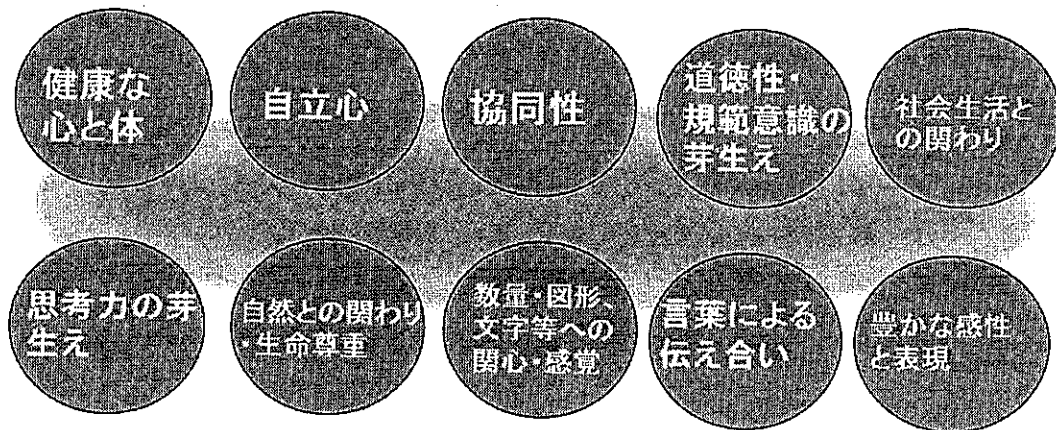 健康な
心と体
自立心
協同性
道徳性・
規範意識の
芽生え
社会生活と
の関わり
思考力の芽
生え
自然との関わり
・生命尊重
数量・図形、
文字等への
関心・感覚
言葉による
伝え合い
豊かな感性
と表現